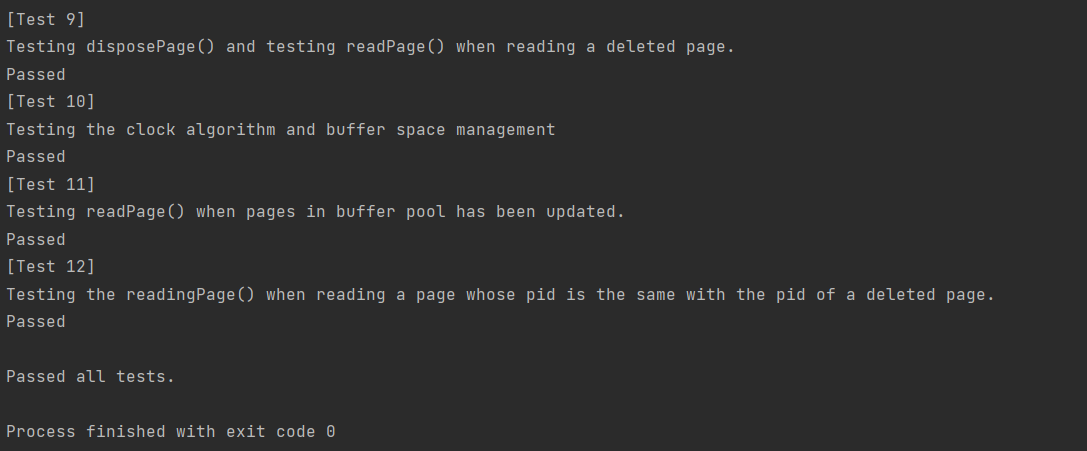 [Test 9]
Testing disposePage() and testing readPage() when reading a deleted page.
Passed
[Test 10]
Testing the clock algorithm and buffer space management
Passed
[Test 11]
Testing readPage() when pages in buffer pool has been updated.
Passed
[Test 12]
Testing the readingPage() when reading a page whose pid is the same with the pid of a deleted page.
Passed
Passed all tests.
Process finished with exit code 0